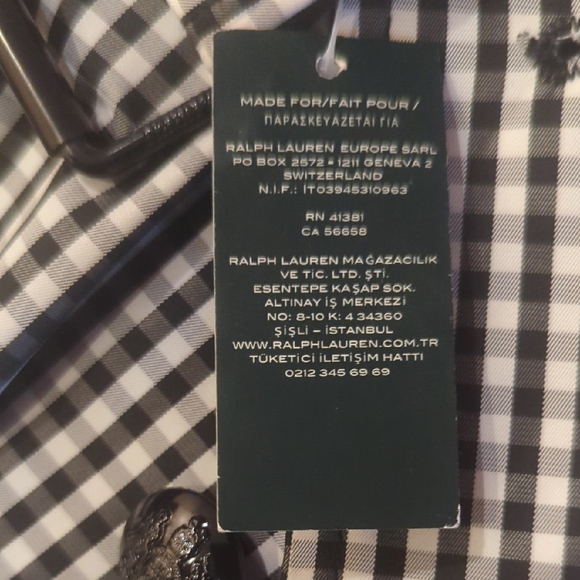 MADE FOR/FAIT POUR/
ΠΑΡΑΣΚΕΥΑΖΕΤΑΙ ΓΙΑ
RALPH LAUREN EUROPE SARL
PO BOX 2572 - 1211 GENEVA 2
SWITZERLAND
N.I.F.: IT03945310963
RN 41381
CA 56658
RALPH LAUREN MAĞAZACILIK
VE TİC. LTD. ŞTİ.
ESENTEPE KAŞAP SOK.
ALTINAY İŞ MERKEZİ
NO: 8-10 K: 4 34360
ŞİŞLİ – İSTANBUL
WWW.RALPHLAUREN.COM.TR
TÜKETİCİ İLETİŞİM HATTI
0212 345 69 69